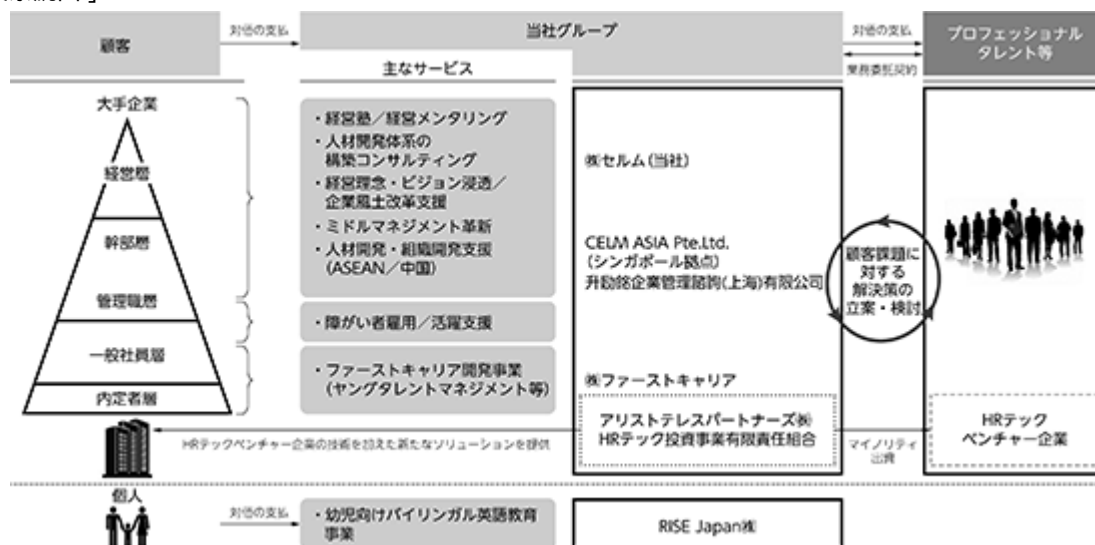 顧客
対価の支払
当社グループ
対価の支払
業務委託契約
プロフェッショナル
タレント等
主なサービス
大手企業
経営層
幹部層
管理職層
一般社員層
内定者層
・経営塾／経営メンタリング
・人材開発体系の
構築コンサルティング
・経営理念・ビジョン浸透／
企業風土改革支援
・ミドルマネジメント革新
・人材開発・組織開発支援
(ASEAN／中国)
・障がい者雇用／活躍支援
・ファーストキャリア開発事業
(ヤングタレントマネジメント等)
㈱セルム(当社)
CELM ASIA Pte.Ltd.
(シンガポール拠点)
升励銘企業管理諮詢(上海)有限公司
㈱ファーストキャリア
アリストテレスパートナーズ㈱
HRテック投資事業有限責任組合
顧客課題に
対する
解決策の
立案・検討
HRテック
ベンチャー企業
マイノリティ
出資
HRテックベンチャー企業の技術を加えた新たなソリューションを提供
個人
対価の支払
・幼児向けバイリンガル英語教育
事業
RISE Japan㈱